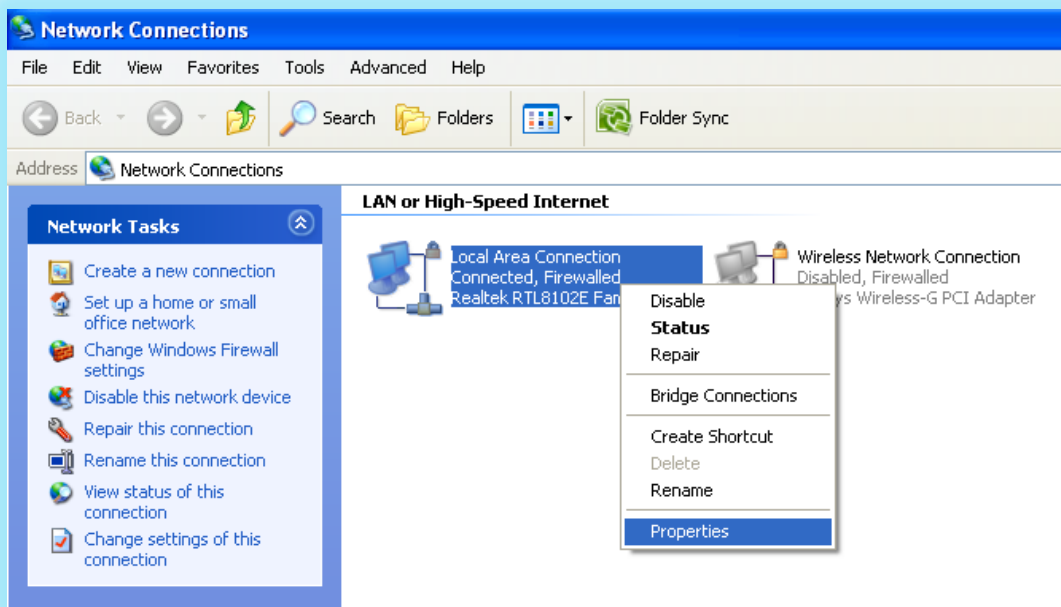 Network Connections
File Edit View Favorites Tools Advanced Help
Back Search Folders Folder Sync
Address Network Connections
Network Tasks
Create a new connection
Set up a home or small
office network
Change Windows Firewall
settings
Disable this network device
Repair this connection
Rename this connection
View status of this
connection
Change settings of this
connection
LAN or High-Speed Internet
Local Area Connection
Connected, Firewalled
Realtek RTL8102E
Wireless Network Connection
Disabled, Firewalled
Wireless-G PCI Adapter
Disable
Status
Repair
Bridge Connections
Create Shortcut
Delete
Rename
Properties